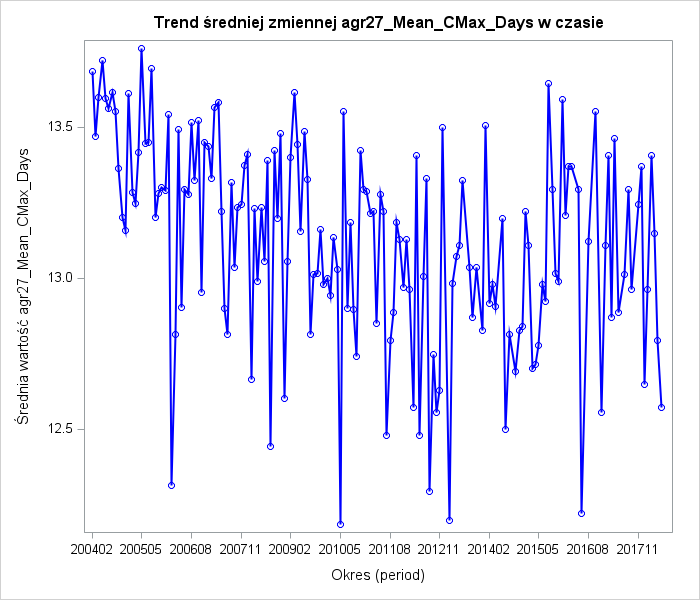 Trend średniej zmiennej agr27_Mean_CMax_Days w czasie
Średnia wartość agr27_Mean_CMax_Days
13.5
13.0
12.5
200402 200505 200608 200711 200902 201005 201108 201211 201402 201505 201608 201711
Okres (period)